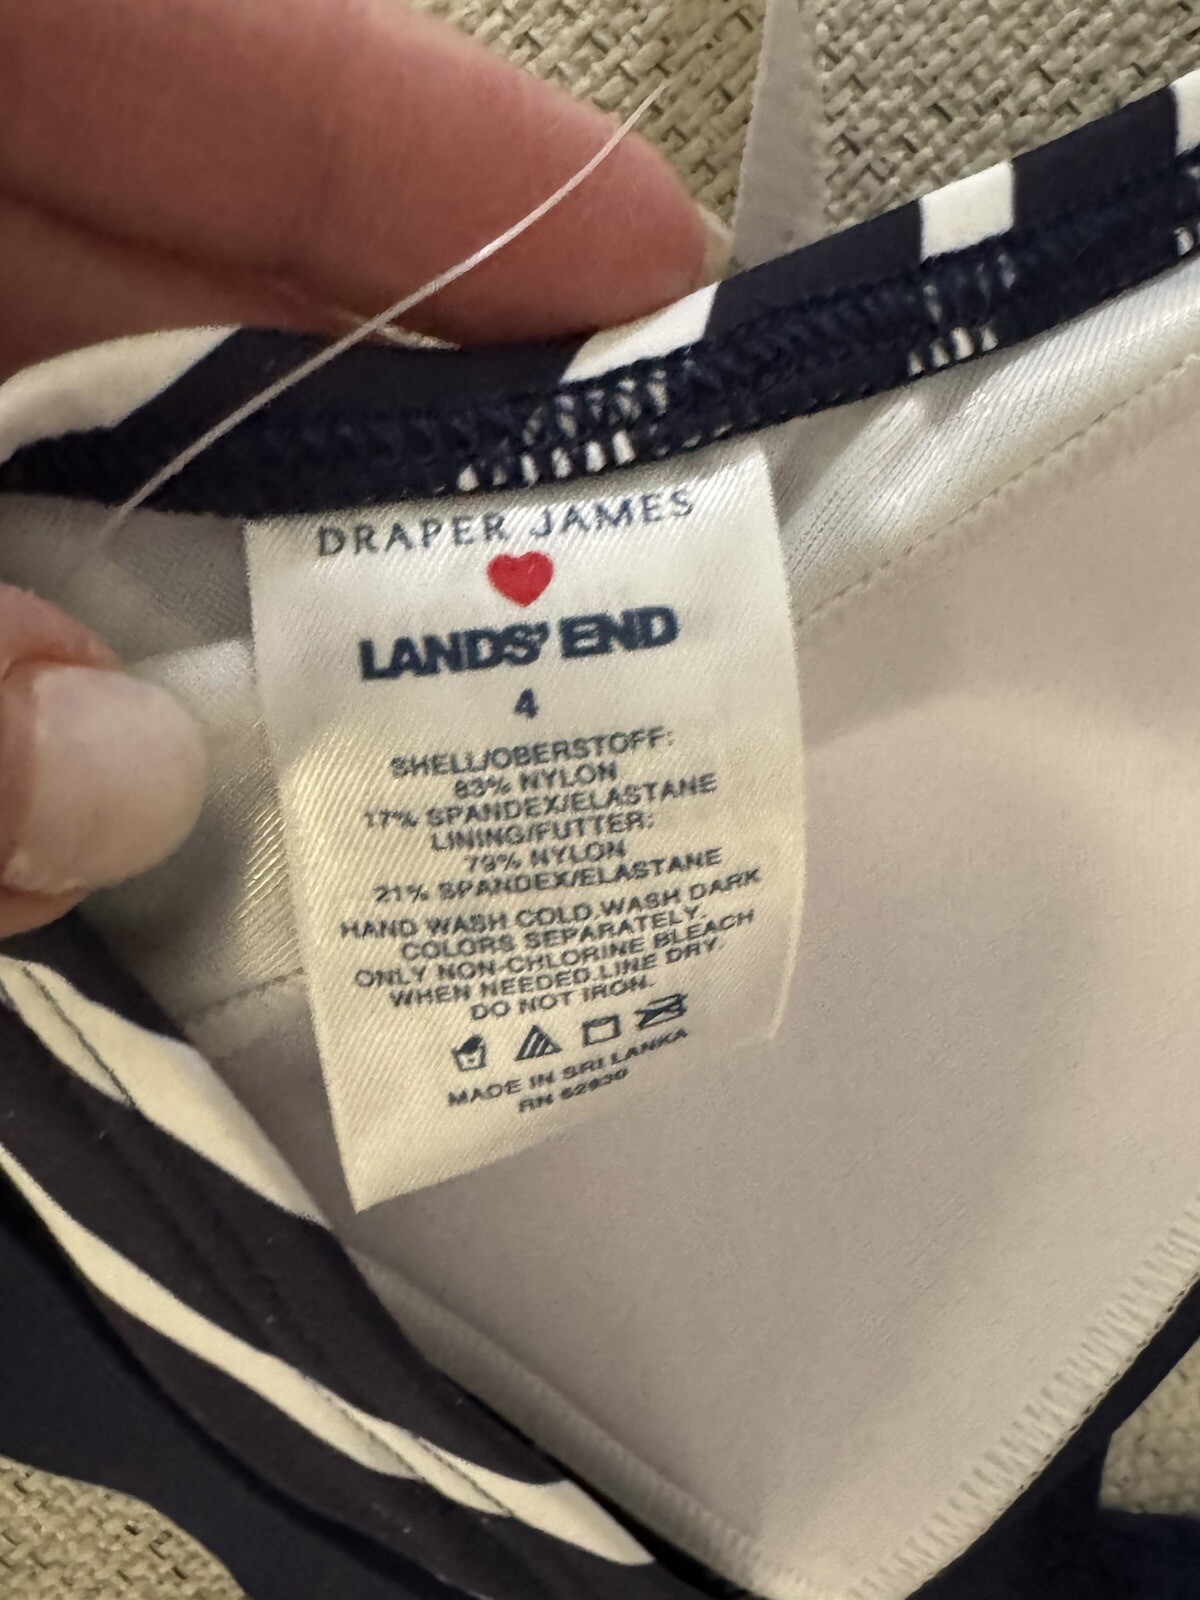 DRAPER JAMES
LANDS' END
4
SHELL/OBERSTOFF:
83% NYLON
17% SPANDEX/ELASTANE
LINING/FUTTER:
79% NYLON
21% SPANDEX/ELASTANE
HAND WASH COLD.WASH DARK
COLORS SEPARATELY.
ONLY NON-CHLORINE BLEACH
WHEN NEEDED.LINE DRY.
DO NOT IRON.
MADE IN SRI LANKA
RN